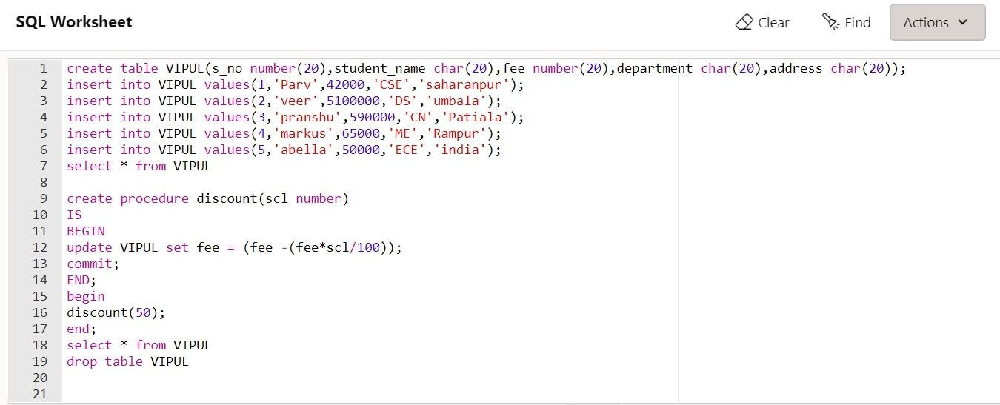 SQL Worksheet
Clear
Find
Actions
1 create table VIPUL(s_no number(20),student_name char(20),fee number(20),department char(20),address char(20));
2 insert into VIPUL values(1,'Parv',42000,'CSE','saharanpur');
3 insert into VIPUL values(2,'veer',5100000,'DS','umbala');
4 insert into VIPUL values(3,'pranshu',590000,'CN','Patiala');
5 insert into VIPUL values(4,'markus',65000,'ME','Rampur');
6 insert into VIPUL values(5,'abella',50000,'ECE','india');
7 select * from VIPUL
8
9 create procedure discount(scl number)
10 IS
11 BEGIN
12 update VIPUL set fee = (fee -(fee*scl/100));
13 commit;
14 END;
15 begin
16 discount(50);
17 end;
18 select * from VIPUL
19 drop table VIPUL
20
21